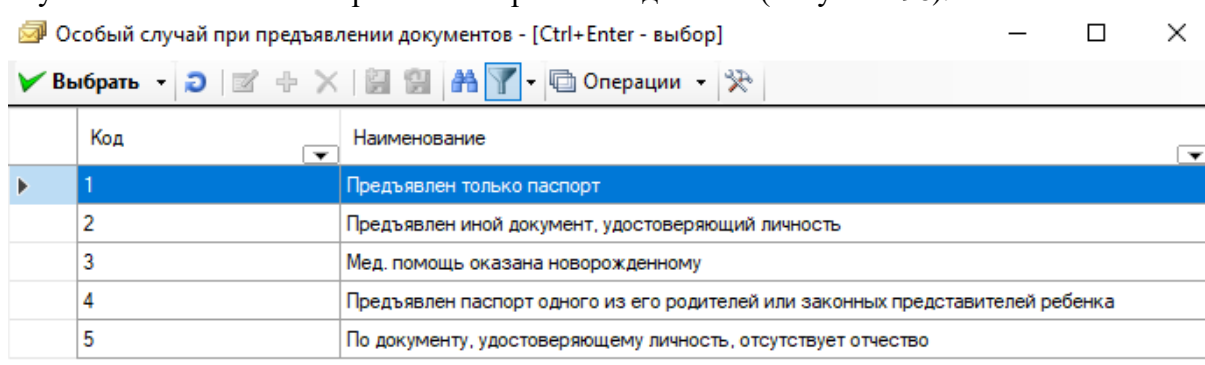 Особый случай при предъявлении документов - [Ctrl+Enter - выбор]
Выбрать Операции
Код Наименование
1 Предъявлен только паспорт
2 Предъявлен иной документ, удостоверяющий личность
3 Мед. помощь оказана новорожденному
4 Предъявлен паспорт одного из его родителей или законных представителей ребенка
5 По документу, удостоверяющему личность, отсутствует отчество